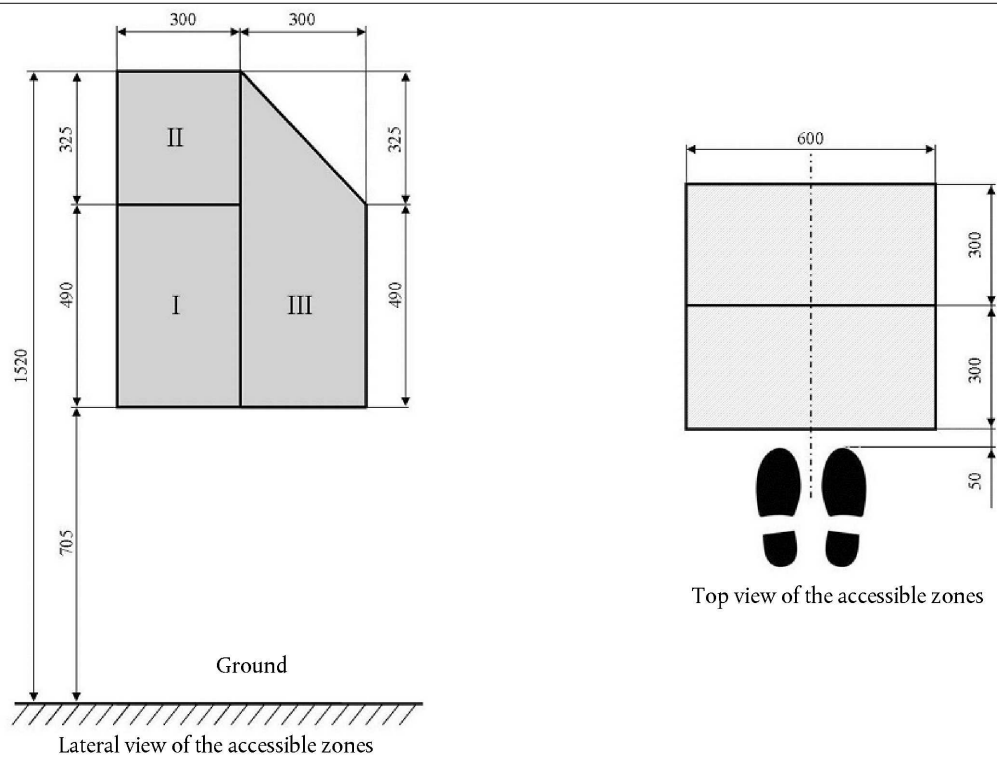 300
300
325
II
325
600
300
490
I
III
490
1520
300
50
705
Top view of the accessible zones
Ground
Lateral view of the accessible zones